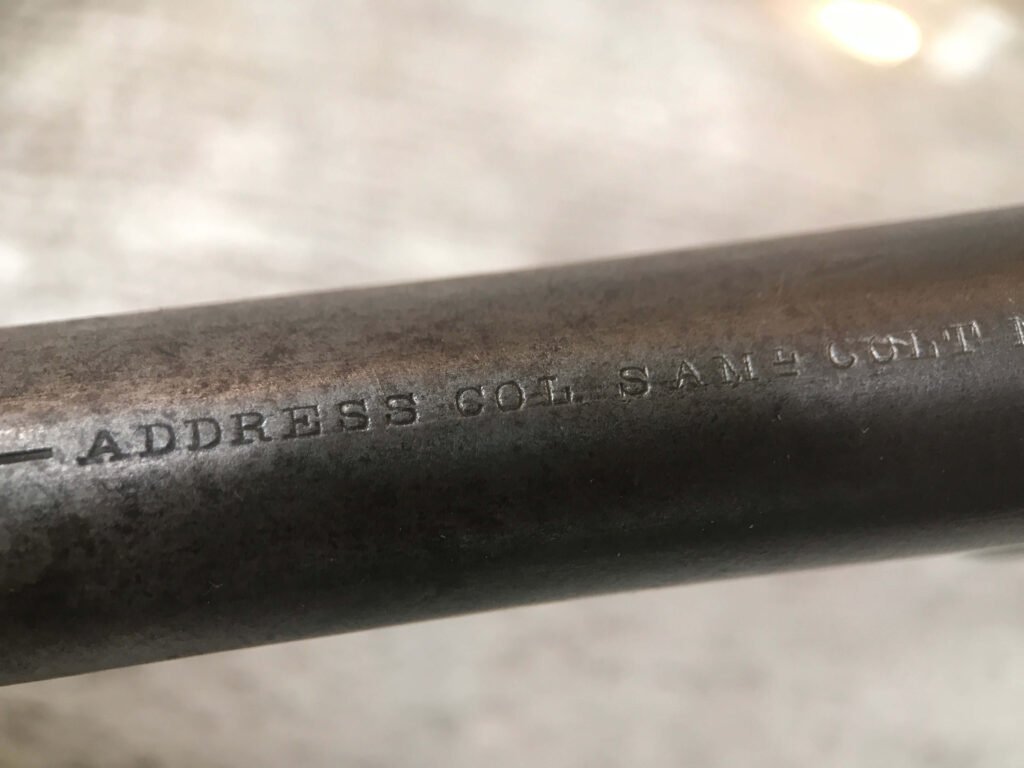 — ADDRESS COL. SAMᴸ COLT